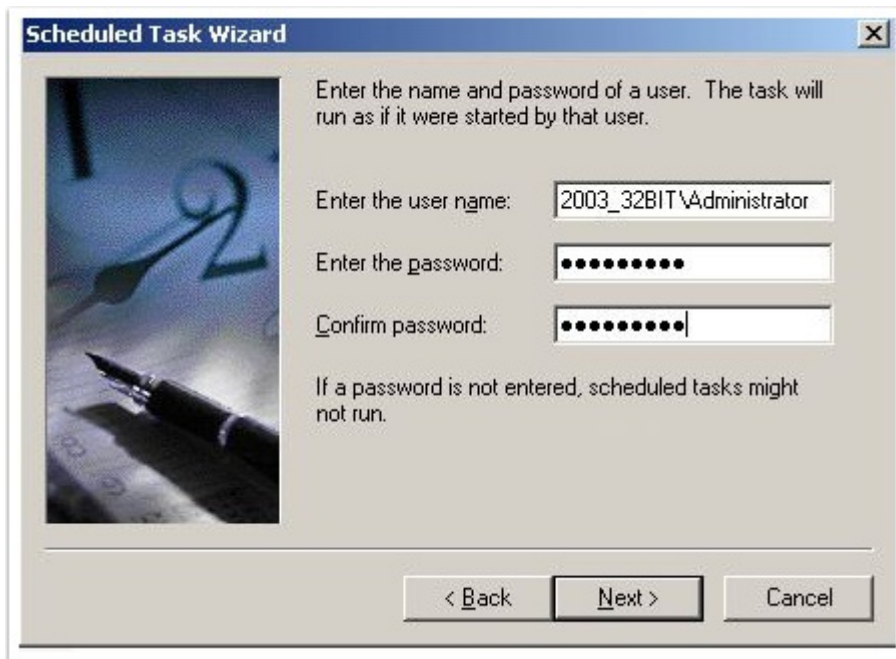 Scheduled Task Wizard
Enter the name and password of a user. The task will
run as if it were started by that user.
Enter the user name: 2003_32BIT\Administrator
Enter the password: ●●●●●●●●●
Confirm password: ●●●●●●●●●
If a password is not entered, scheduled tasks might
not run.
< Back Next > Cancel